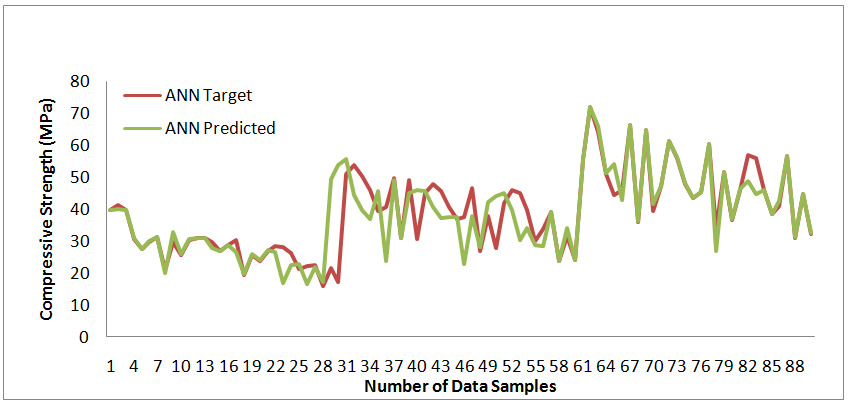 80
70
60
50
40
30
20
10
0
Compressive Strength (MPa)
ANN Target
ANN Predicted
1 4 7 10 13 16 19 22 25 28 31 34 37 40 43 46 49 52 55 58 61 64 67 70 73 76 79 82 85 88
Number of Data Samples